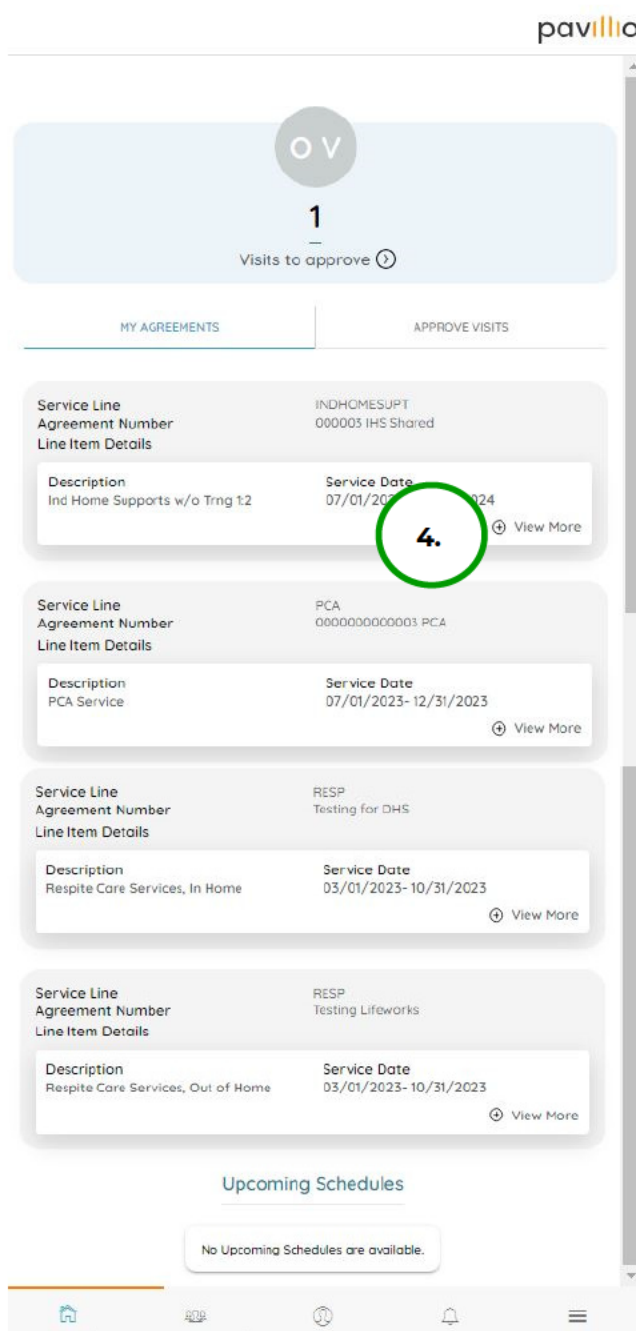 pavillio
O V
1
Visits to approve
MY AGREEMENTS APPROVE VISITS
Service Line INDHOMESUPT
Agreement Number 000003 IHS Shared
Line Item Details
Description Service Date
Ind Home Supports w/o Trng 1:2 07/01/20 024
4.
View More
Service Line PCA
Agreement Number 0000000000003 PCA
Line Item Details
Description Service Date
PCA Service 07/01/2023- 12/31/2023
View More
Service Line RESP
Agreement Number Testing for DHS
Line Item Details
Description Service Date
Respite Care Services, In Home 03/01/2023- 10/31/2023
View More
Service Line RESP
Agreement Number Testing Lifeworks
Line Item Details
Description Service Date
Respite Care Services, Out of Home 03/01/2023- 10/31/2023
View More
Upcoming Schedules
No Upcoming Schedules are available.